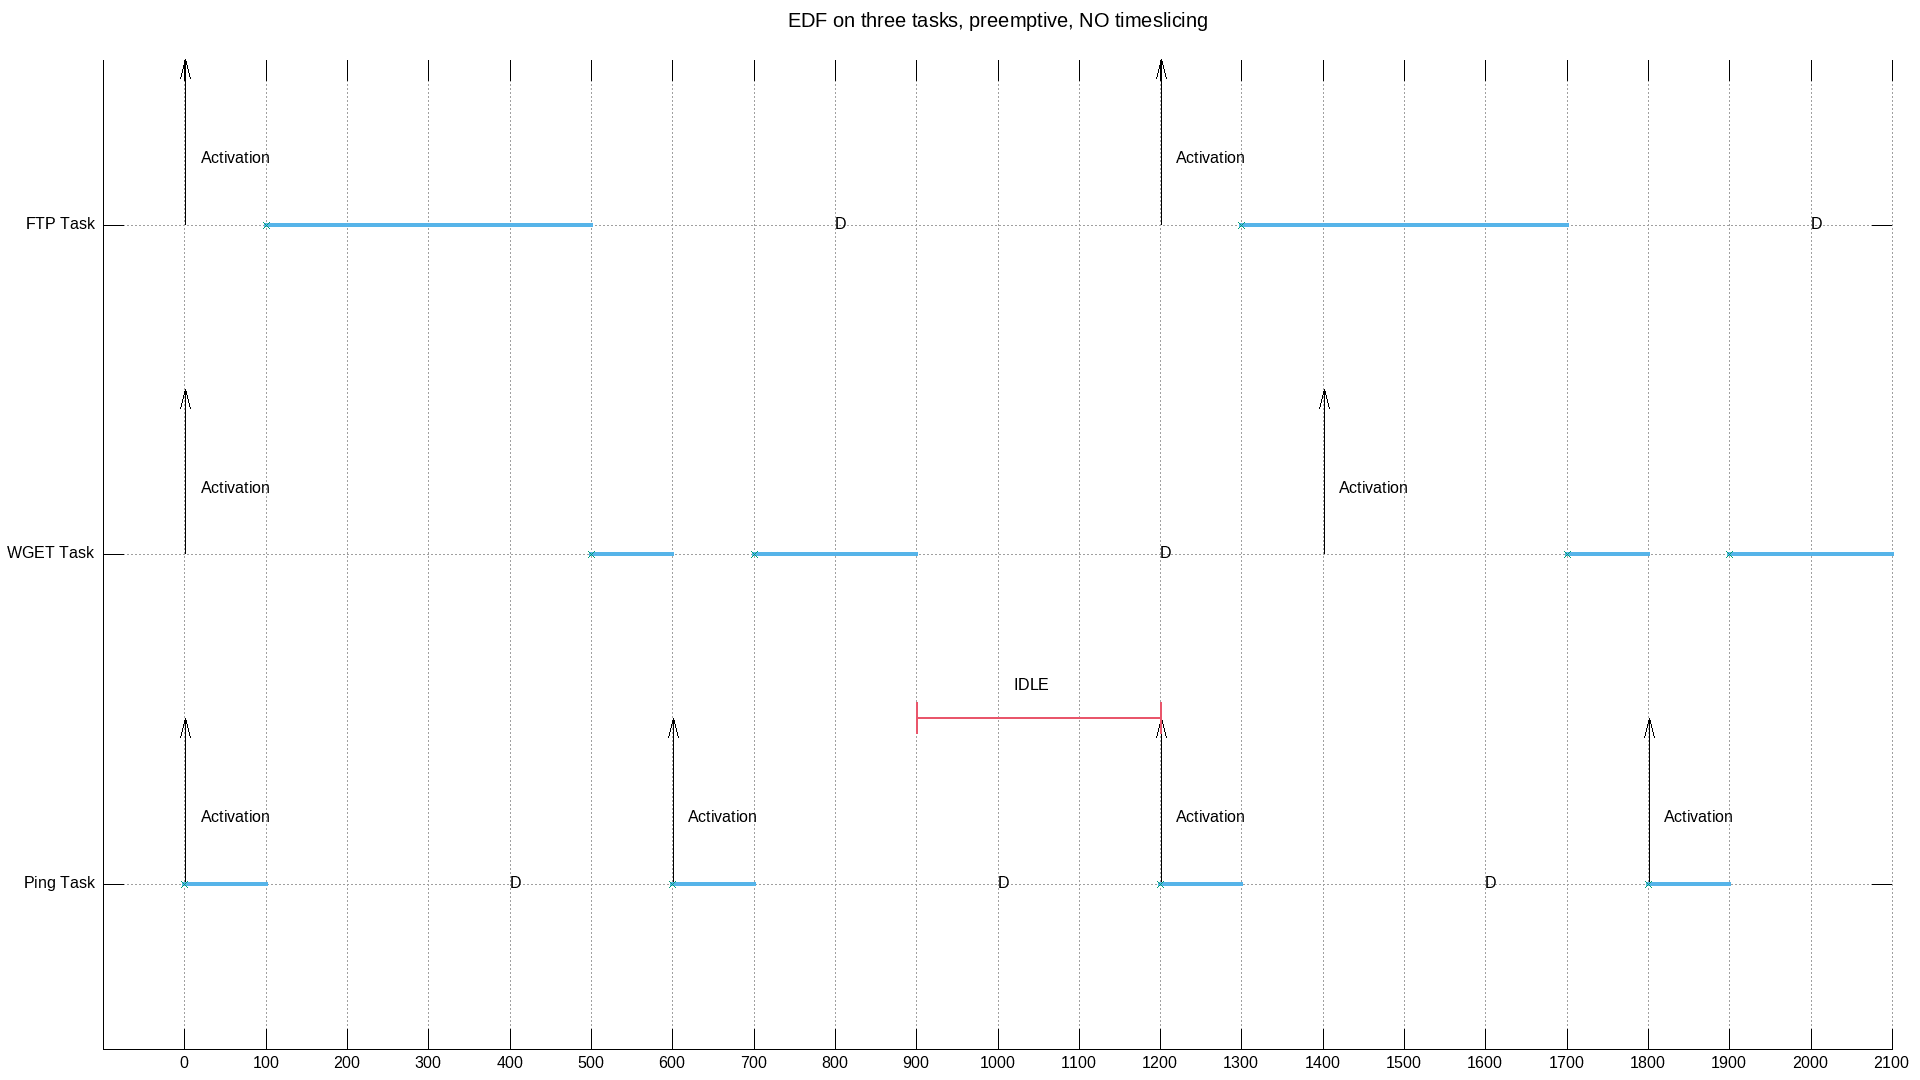 EDF on three tasks, preemptive, NO timeslicing
Activation
Activation
FTP Task
D
D
Activation
Activation
WGET Task
D
IDLE
Activation
Activation
Activation
Activation
Ping Task
D
D
D
0 100 200 300 400 500 600 700 800 900 1000 1100 1200 1300 1400 1500 1600 1700 1800 1900 2000 2100